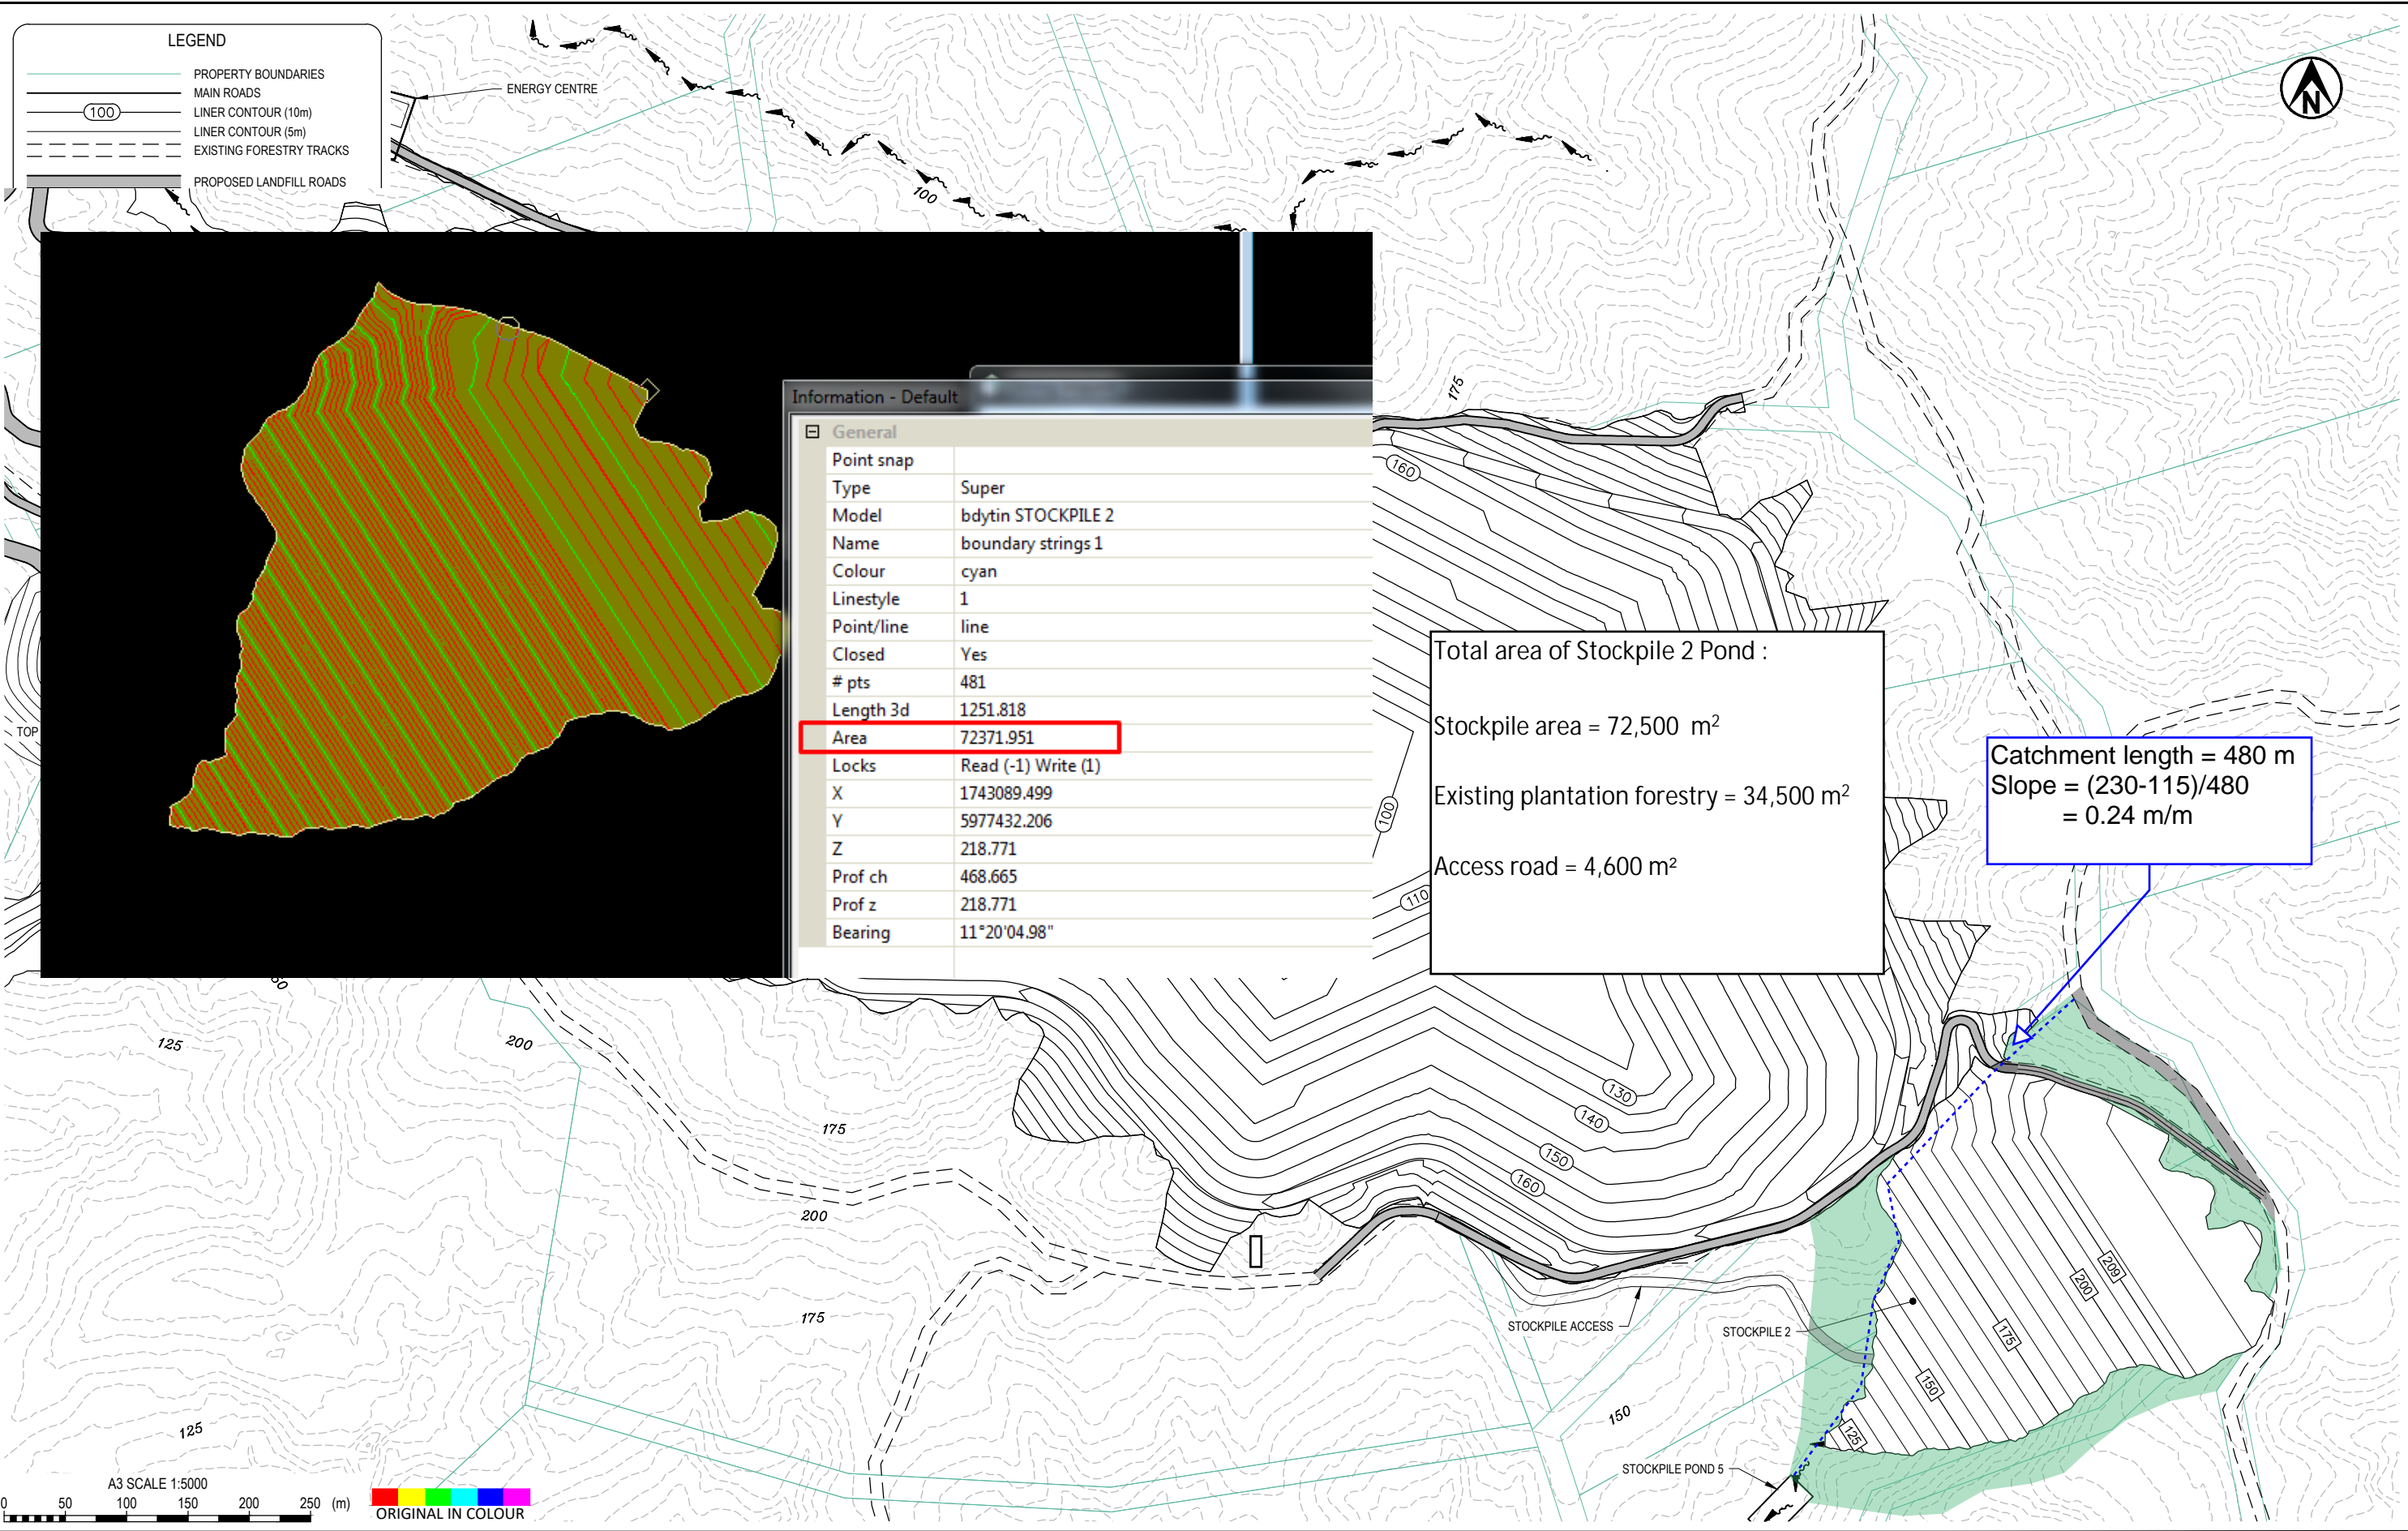 LEGEND
PROPERTY BOUNDARIES
MAIN ROADS
100
LINER CONTOUR (10m)
LINER CONTOUR (5m)
EXISTING FORESTRY TRACKS
PROPOSED LANDFILL ROADS
ENERGY CENTRE
N
100
175
160
Information - Default
General
Point snap
Type Super
Model bdytin STOCKPILE 2
Name boundary strings 1
Colour cyan
Linestyle 1
Point/line line
Closed Yes
# pts 481
Length 3d 1251.818
Area 72371.951
Locks Read (-1) Write (1)
X 1743089.499
Y 5977432.206
Z 218.771
Prof ch 468.665
Prof z 218.771
Bearing 11°20'04.98"
TOP
Total area of Stockpile 2 Pond :
Stockpile area = 72,500 m²
Existing plantation forestry = 34,500 m²
Access road = 4,600 m²
Catchment length = 480 m
Slope = (230-115)/480
= 0.24 m/m
100
110
125
200
175
200
175
125
130
140
150
160
209
200
175
150
125
150
STOCKPILE ACCESS
STOCKPILE 2
STOCKPILE POND 5
A3 SCALE 1:5000
0 50 100 150 200 250 (m)
ORIGINAL IN COLOUR